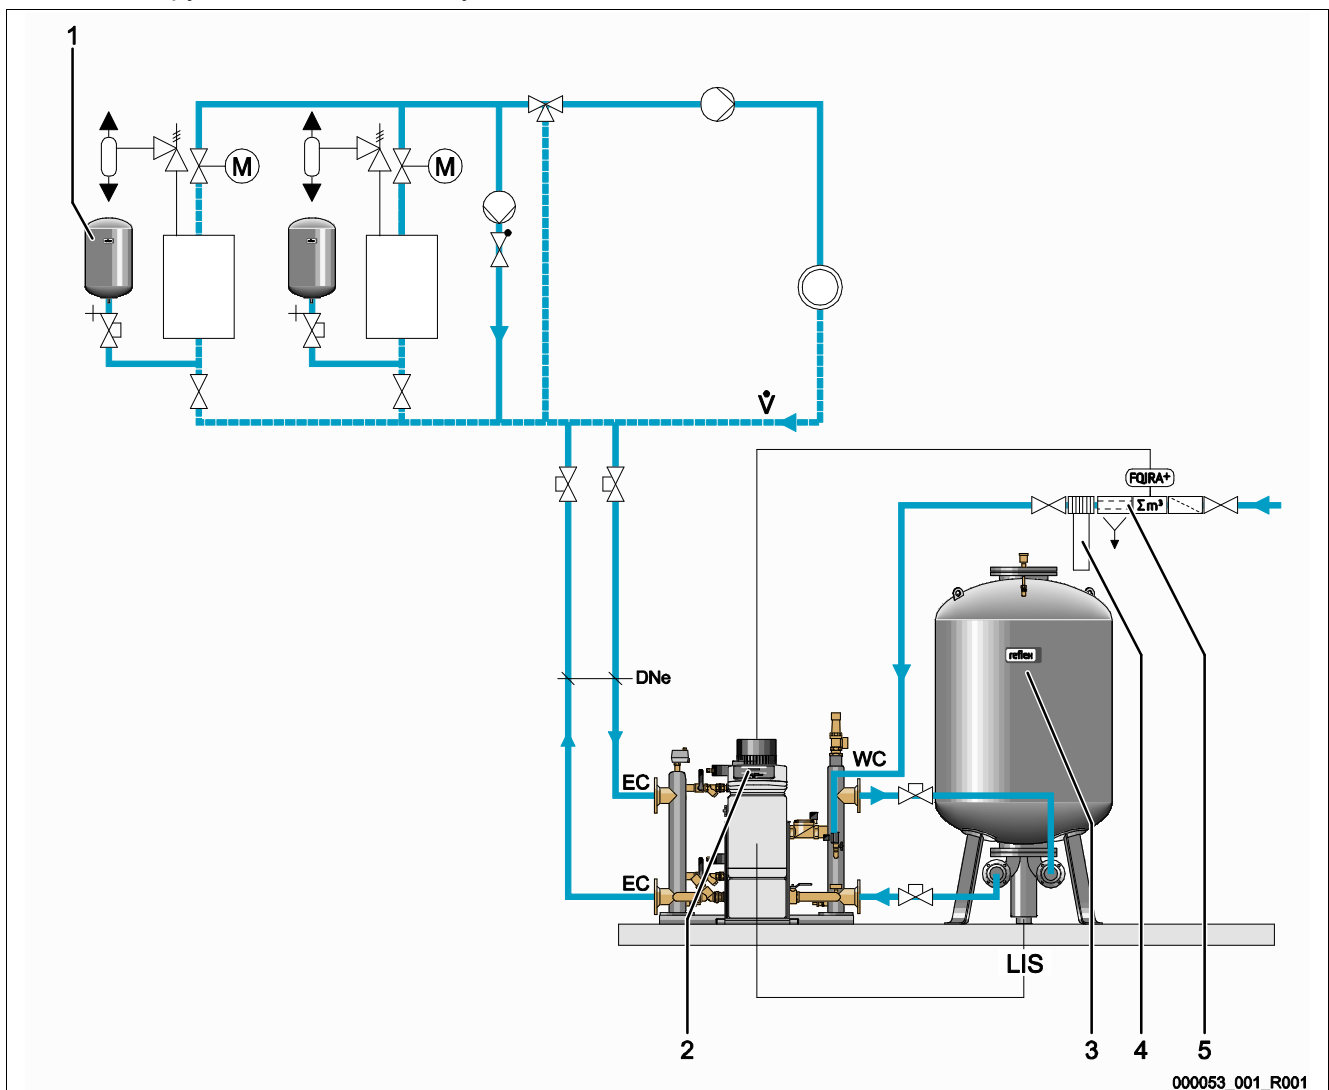 1
M
M
V̇
FQIRA+
Σm³
reflex
DNe
WC
EC
EC
LIS
2
3
4
5
000053_001_R001